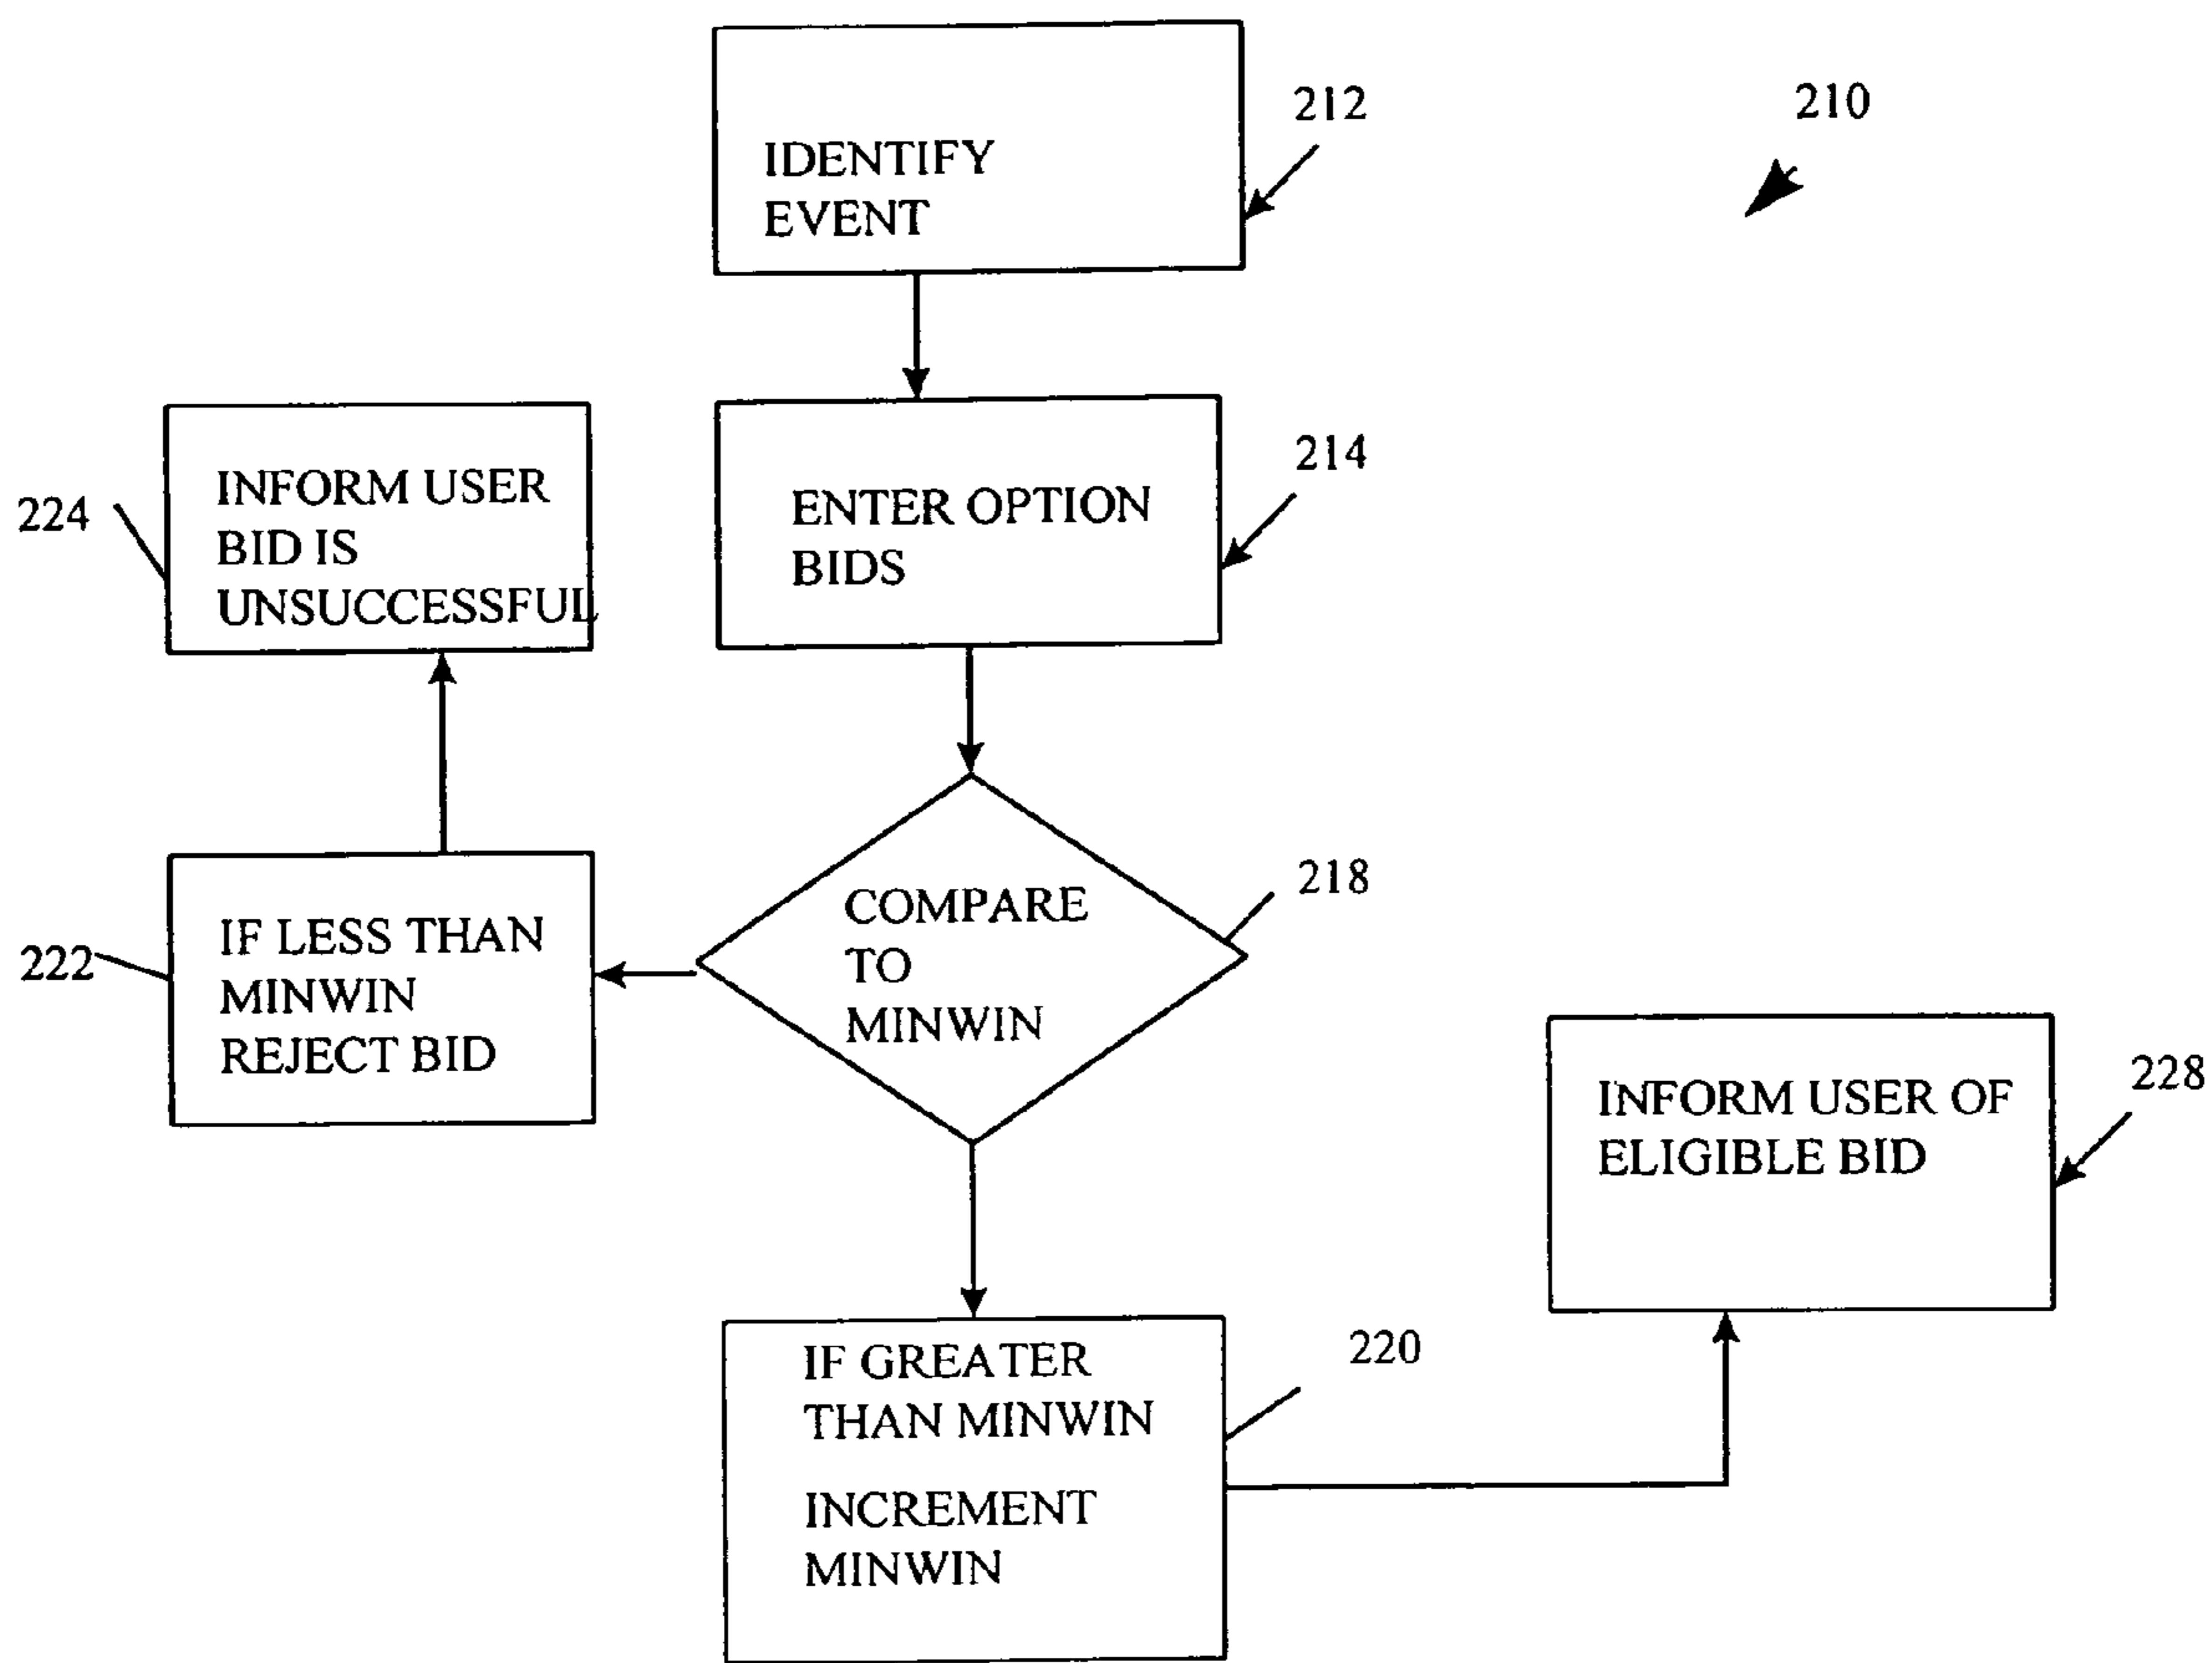 210
212
IDENTIFY
EVENT
214
ENTER OPTION
BIDS
224
INFORM USER
BID IS
UNSUCCESSFUL
218
COMPARE
TO
MINWIN
222
IF LESS THAN
MINWIN
REJECT BID
228
INFORM USER OF
ELIGIBLE BID
220
IF GREATER
THAN MINWIN
INCREMENT
MINWIN